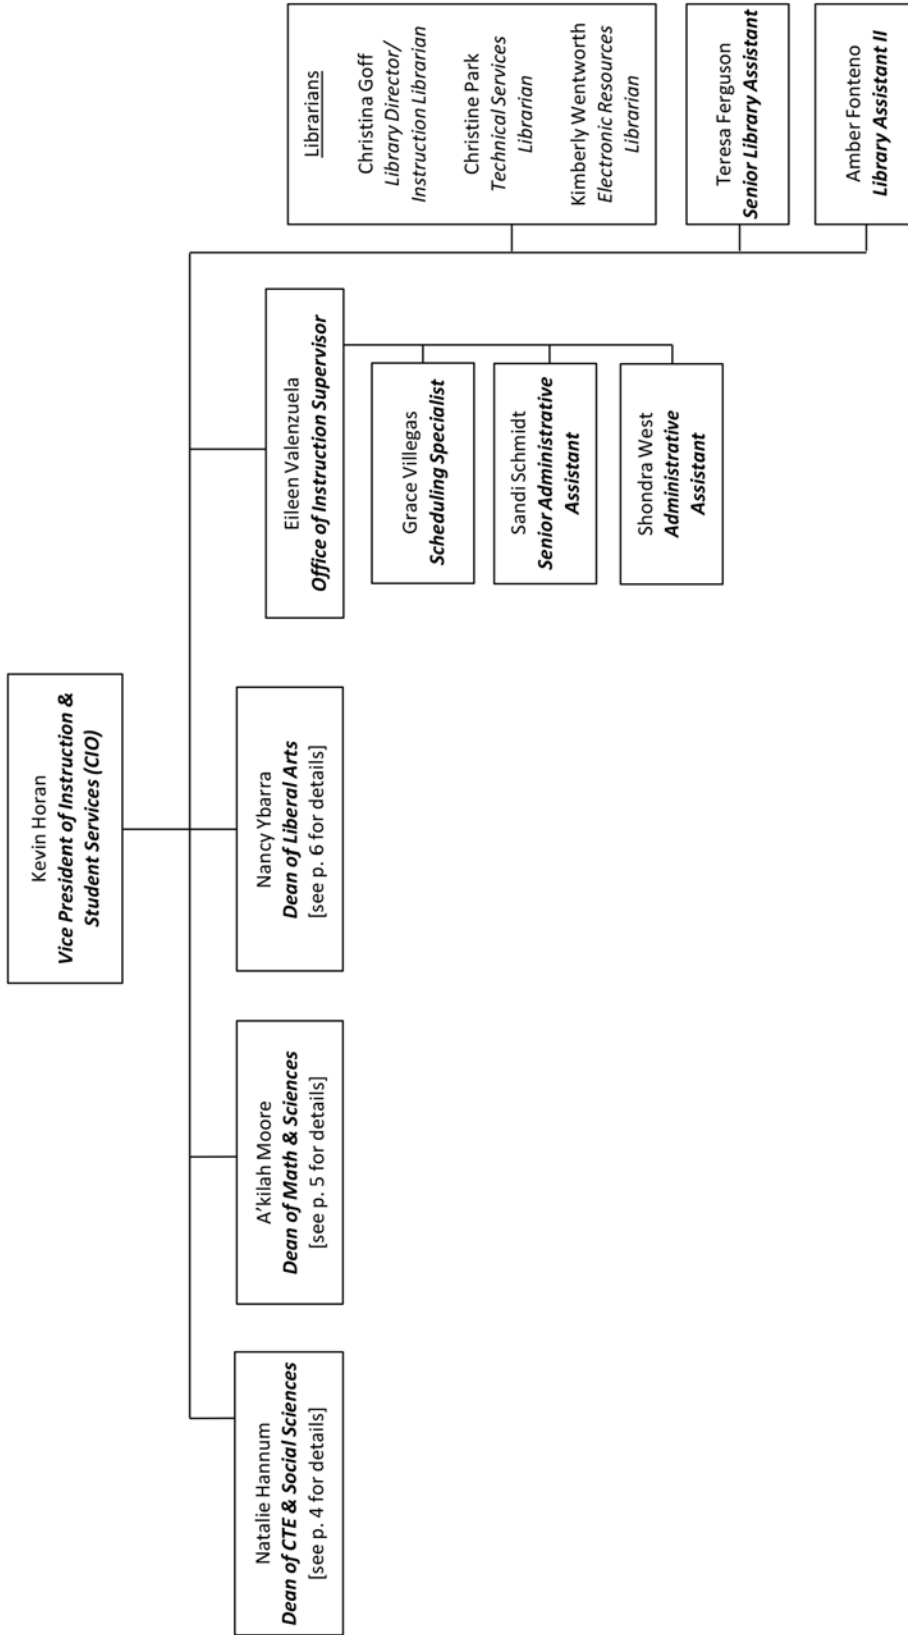 Kevin Horan
Vice President of Instruction &
Student Services (CIO)
Natalie Hannum
Dean of CTE & Social Sciences
[see p. 4 for details]
A'kilah Moore
Dean of Math & Sciences
[see p. 5 for details]
Nancy Ybarra
Dean of Liberal Arts
[see p. 6 for details]
Eileen Valenzuela
Office of Instruction Supervisor
Grace Villegas
Scheduling Specialist
Sandi Schmidt
Senior Administrative
Assistant
Shondra West
Administrative
Assistant
Librarians
Christina Goff
Library Director/
Instruction Librarian
Christine Park
Technical Services
Librarian
Kimberly Wentworth
Electronic Resources
Librarian
Teresa Ferguson
Senior Library Assistant
Amber Fonteno
Library Assistant II